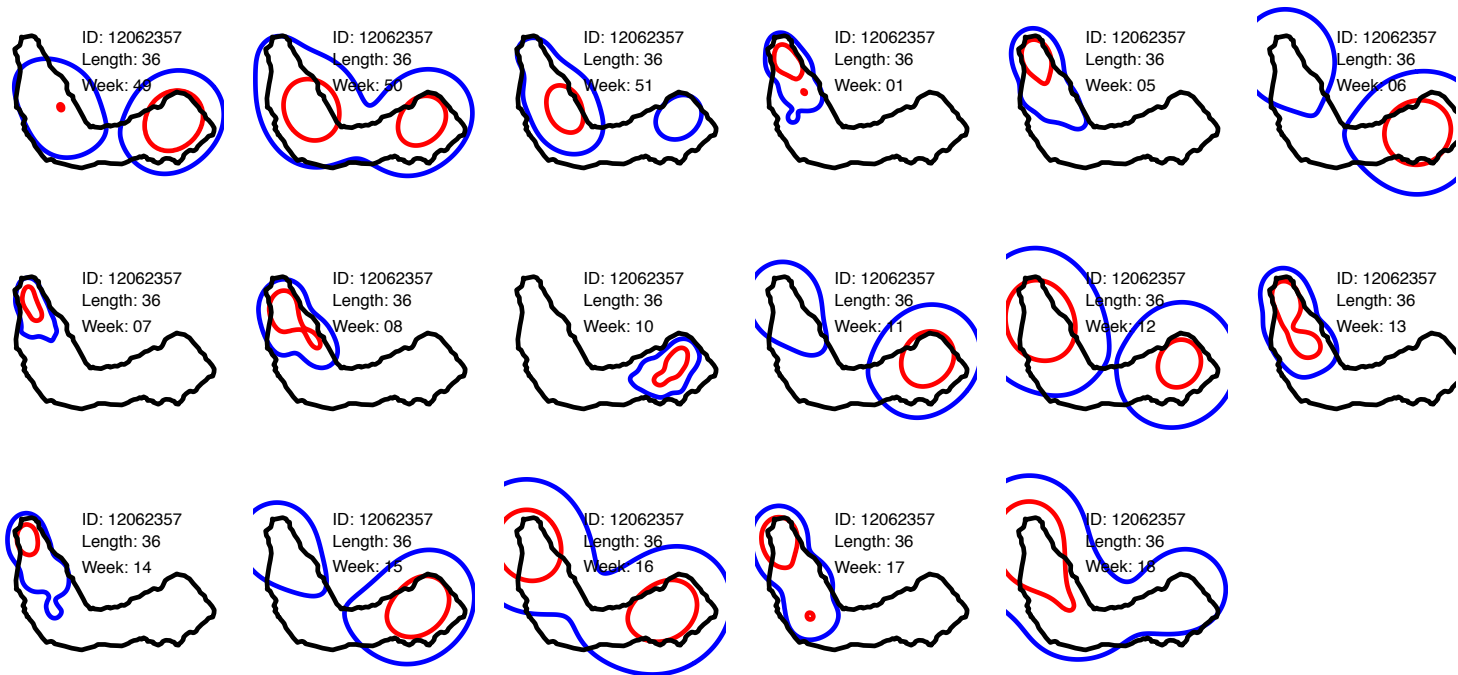 ID: 12062357
Length: 36
Week: 49
ID: 12062357
Length: 36
Week: 50
ID: 12062357
Length: 36
Week: 51
ID: 12062357
Length: 36
Week: 01
ID: 12062357
Length: 36
Week: 05
ID: 12062357
Length: 36
Week: 06
ID: 12062357
Length: 36
Week: 07
ID: 12062357
Length: 36
Week: 08
ID: 12062357
Length: 36
Week: 10
ID: 12062357
Length: 36
Week: 11
ID: 12062357
Length: 36
Week: 12
ID: 12062357
Length: 36
Week: 13
ID: 12062357
Length: 36
Week: 14
ID: 12062357
Length: 36
Week: 15
ID: 12062357
Length: 36
Week: 16
ID: 12062357
Length: 36
Week: 17
ID: 12062357
Length: 36
Week: 18